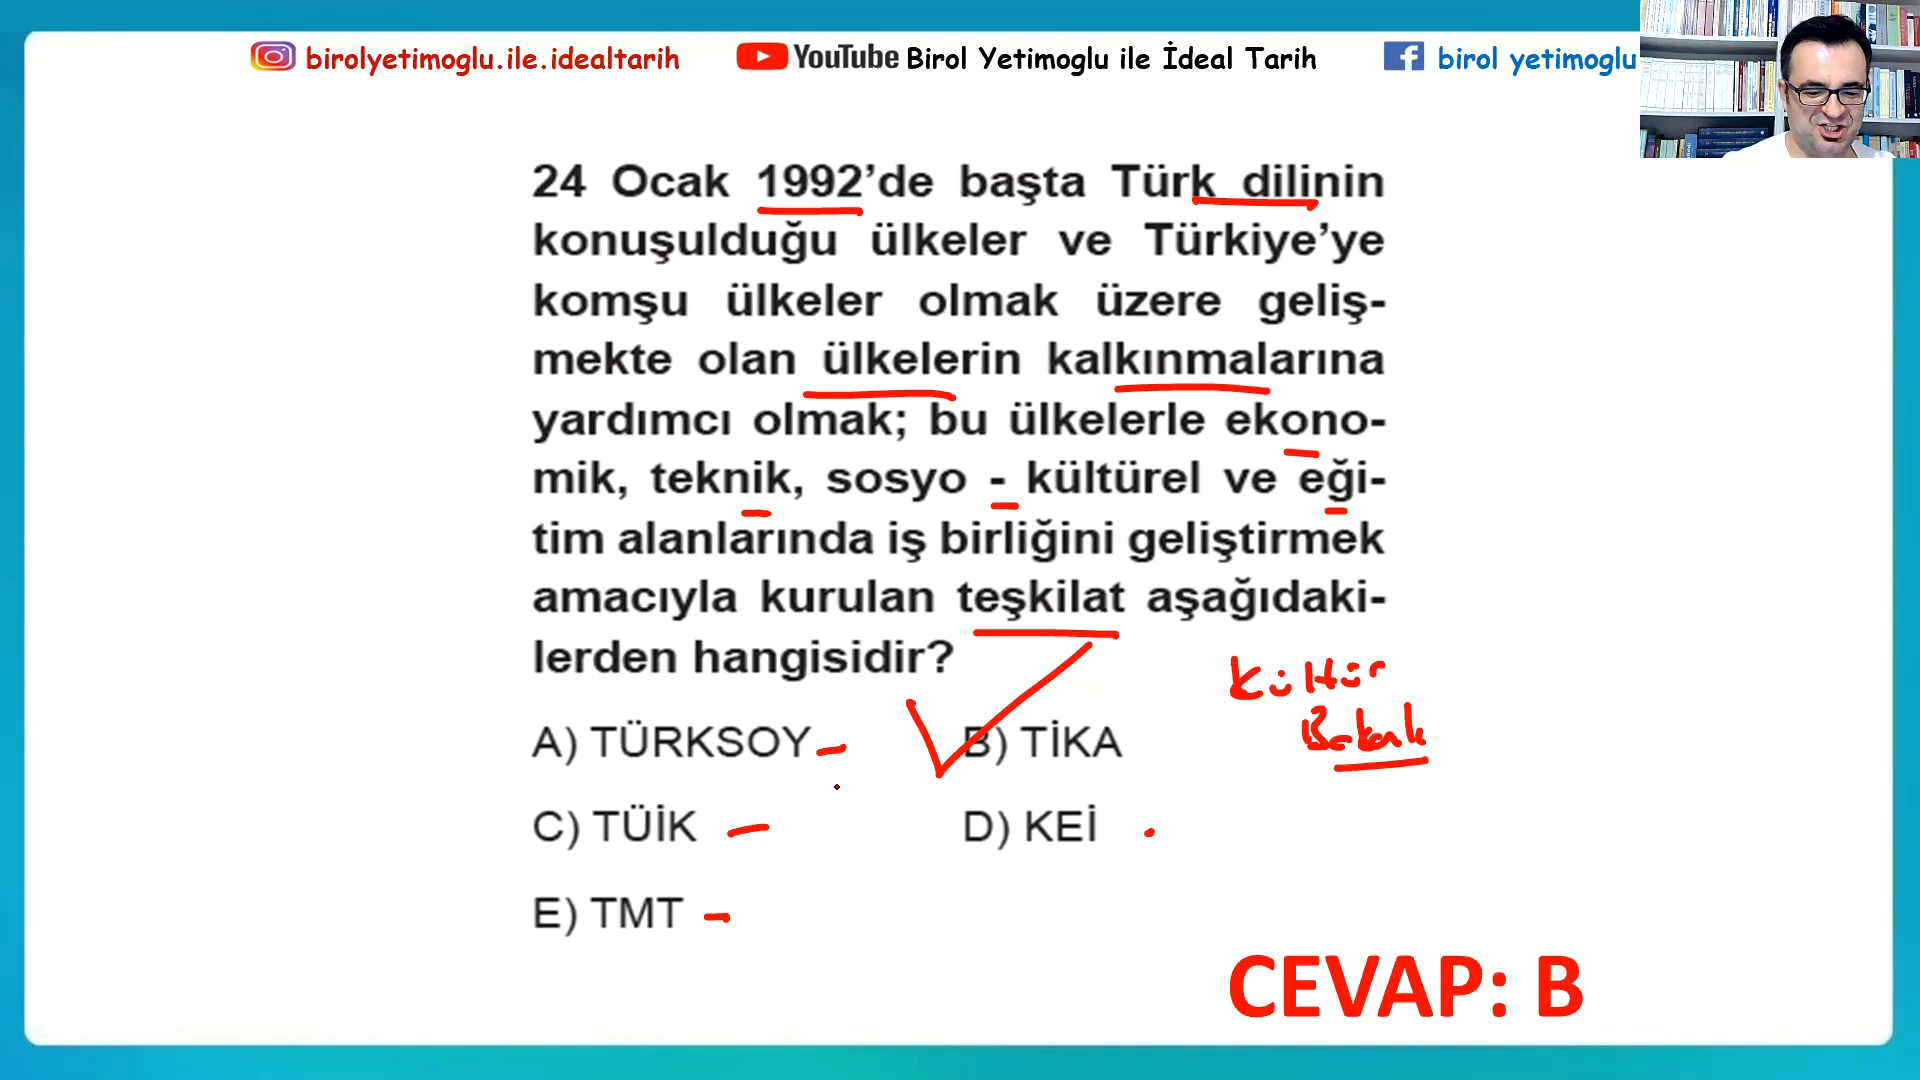 birolyetimoglu.ile.idealtarih
YouTube Birol Yetimoglu ile İdeal Tarih
birol yetimoglu
24 Ocak 1992’de başta Türk dilinin
konuşulduğu ülkeler ve Türkiye’ye
komşu ülkeler olmak üzere geliş-
mekte olan ülkelerin kalkınmalarına
yardımcı olmak; bu ülkelerle ekono-
mik, teknik, sosyo - kültürel ve eği-
tim alanlarında iş birliğini geliştirmek
amacıyla kurulan teşkilat aşağıdaki-
lerden hangisidir?
Kültür
A) TÜRKSOY
B) TİKA
C) TÜİK
D) KEİ
E) TMT
CEVAP: B